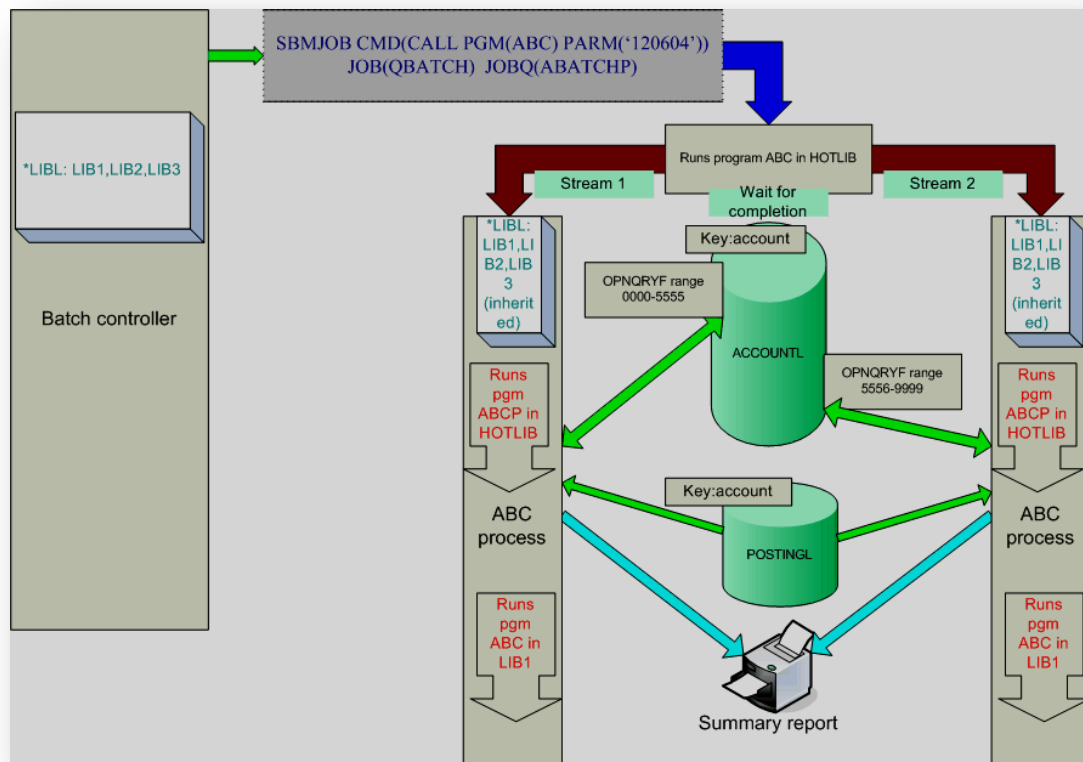 SBMJOB CMD(CALL PGM(ABC) PARM(‘120604’))
JOB(QBATCH) JOBQ(ABATCHP)
*LIBL: LIB1,LIB2,LIB3
Batch controller
Runs program ABC in HOTLIB
Stream 1
Wait for
completion
Stream 2
*LIBL:
LIB1,LI
B2,LIB
3
(inherit
ed)
Key:account
OPNQRYF range
0000-5555
ACCOUNTL
OPNQRYF range
5556-9999
*LIBL:
LIB1,LI
B2,LIB
3
(inherit
ed)
Runs
pgm
ABCP in
HOTLIB
Runs
pgm
ABCP in
HOTLIB
Key:account
POSTINGL
ABC
process
ABC
process
Runs
pgm
ABC in
LIB1
Runs
pgm
ABC in
LIB1
Summary report